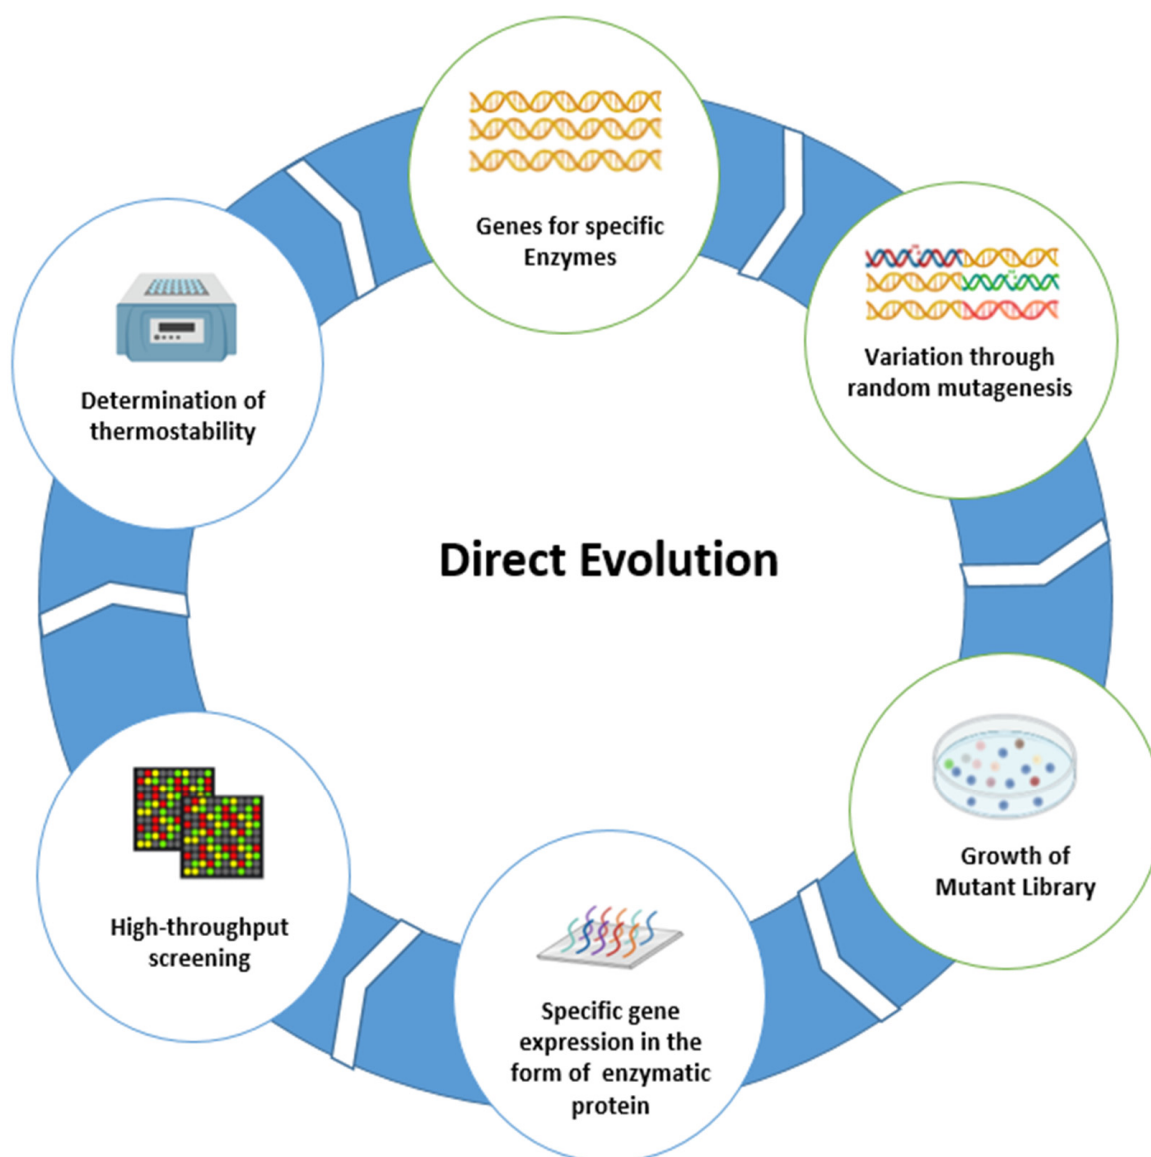 Genes for specific
Enzymes
Variation through
random mutagenesis
Determination of
thermostability
Direct Evolution
Growth of
Mutant Library
High-throughput
screening
Specific gene
expression in the
form of enzymatic
protein